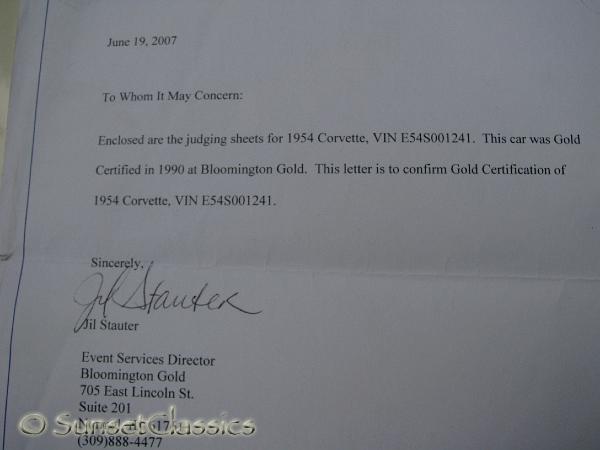 June 19, 2007
To Whom It May Concern:
Enclosed are the judging sheets for 1954 Corvette, VIN E54S001241.  This car was Gold
Certified in 1990 at Bloomington Gold.  This letter is to confirm Gold Certification of
1954 Corvette, VIN E54S001241.
Sincerely,
Jil Stauter
Jil Stauter
Event Services Director
Bloomington Gold
705 East Lincoln St.
Suite 201
© SunsetClassics
(309)888-4477